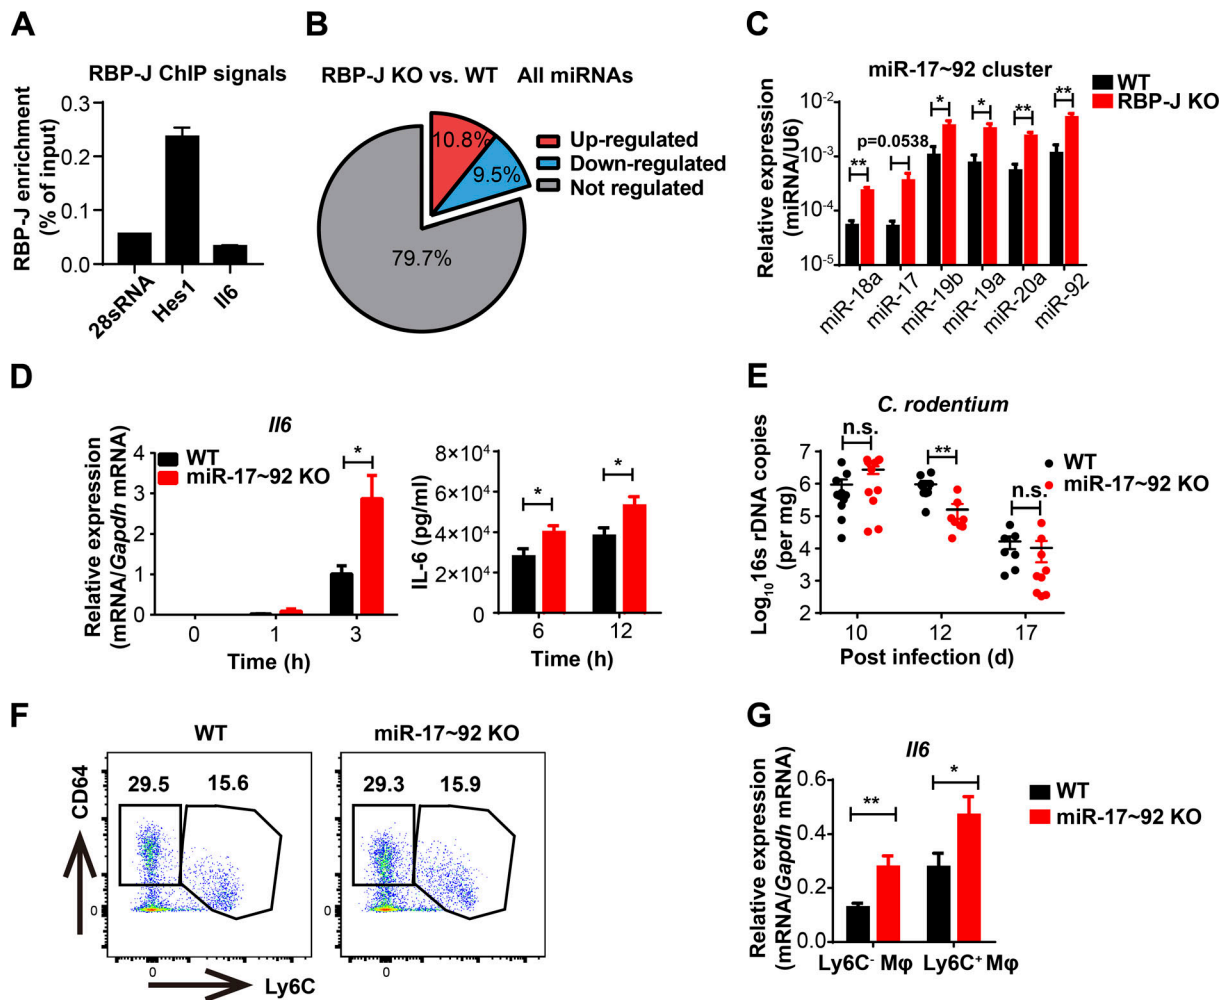 A
RBP-J ChIP signals
RBP-J enrichment
(% of input)
0.3
0.2
0.1
0.0
28sRNA
Hes1
Il6
B
RBP-J KO vs. WT All miRNAs
10.8%
9.5%
79.7%
Up-regulated
Down-regulated
Not regulated
C
miR-17~92 cluster
WT
RBP-J KO
Relative expression
(miRNA/U6)
10-2
10-3
10-4
10-5
**
p=0.0538
*
*
**
**
miR-18a
miR-17
miR-19b
miR-19a
miR-20a
miR-92
D
Il6
WT
miR-17~92 KO
Relative expression
(mRNA/Gapdh mRNA)
4
3
2
1
0
*
0 1 3
Time (h)
IL-6 (pg/ml)
8×10⁴
6×10⁴
4×10⁴
2×10⁴
0
*
*
6 12
Time (h)
E
C. rodentium
WT
miR-17~92 KO
Log₁₀16s rDNA copies
(per mg)
7
6
5
4
3
2
n.s.
**
n.s.
10 12 17
Post infection (d)
F
WT
29.5 15.6
0
0
miR-17~92 KO
29.3 15.9
0
0
CD64
Ly6C
G
Il6
WT
miR-17~92 KO
Relative expression
(mRNA/Gapdh mRNA)
0.6
0.4
0.2
0.0
**
*
Ly6C⁻ Mφ Ly6C⁺ Mφ